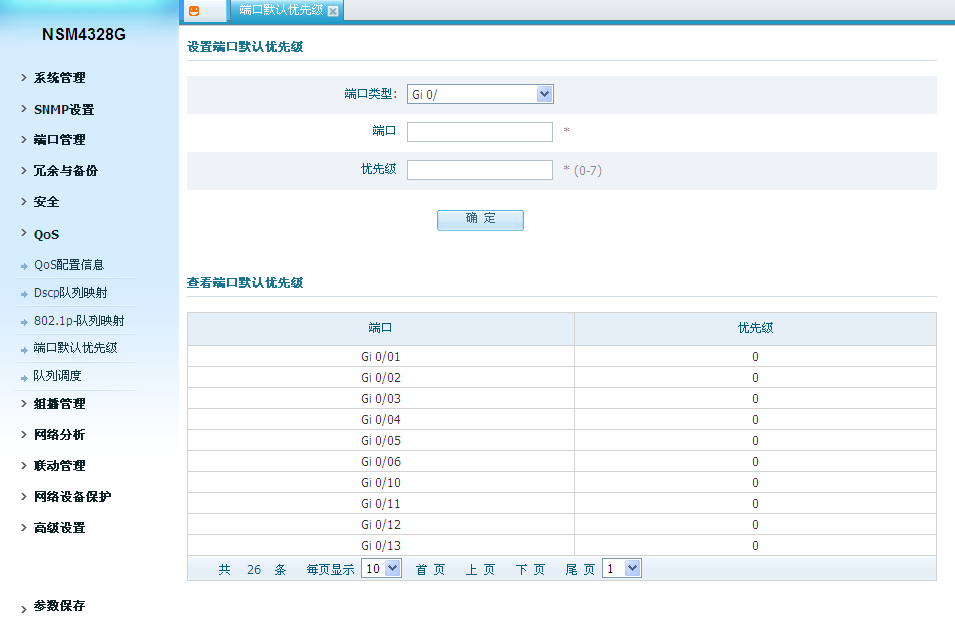 NSM4328G
系统管理
SNMP设置
端口管理
冗余与备份
安全
QoS
QoS配置信息
Dscp队列映射
802.1p-队列映射
端口默认优先级
队列调度
组播管理
网络分析
联动管理
网络设备保护
高级设置
参数保存
端口默认优先级
设置端口默认优先级
端口类型: Gi 0/
端口 *
优先级 * (0-7)
确 定
查看端口默认优先级
端口 优先级
Gi 0/01 0
Gi 0/02 0
Gi 0/03 0
Gi 0/04 0
Gi 0/05 0
Gi 0/06 0
Gi 0/10 0
Gi 0/11 0
Gi 0/12 0
Gi 0/13 0
共 26 条 每页显示 10 首 页 上 页 下 页 尾 页 1